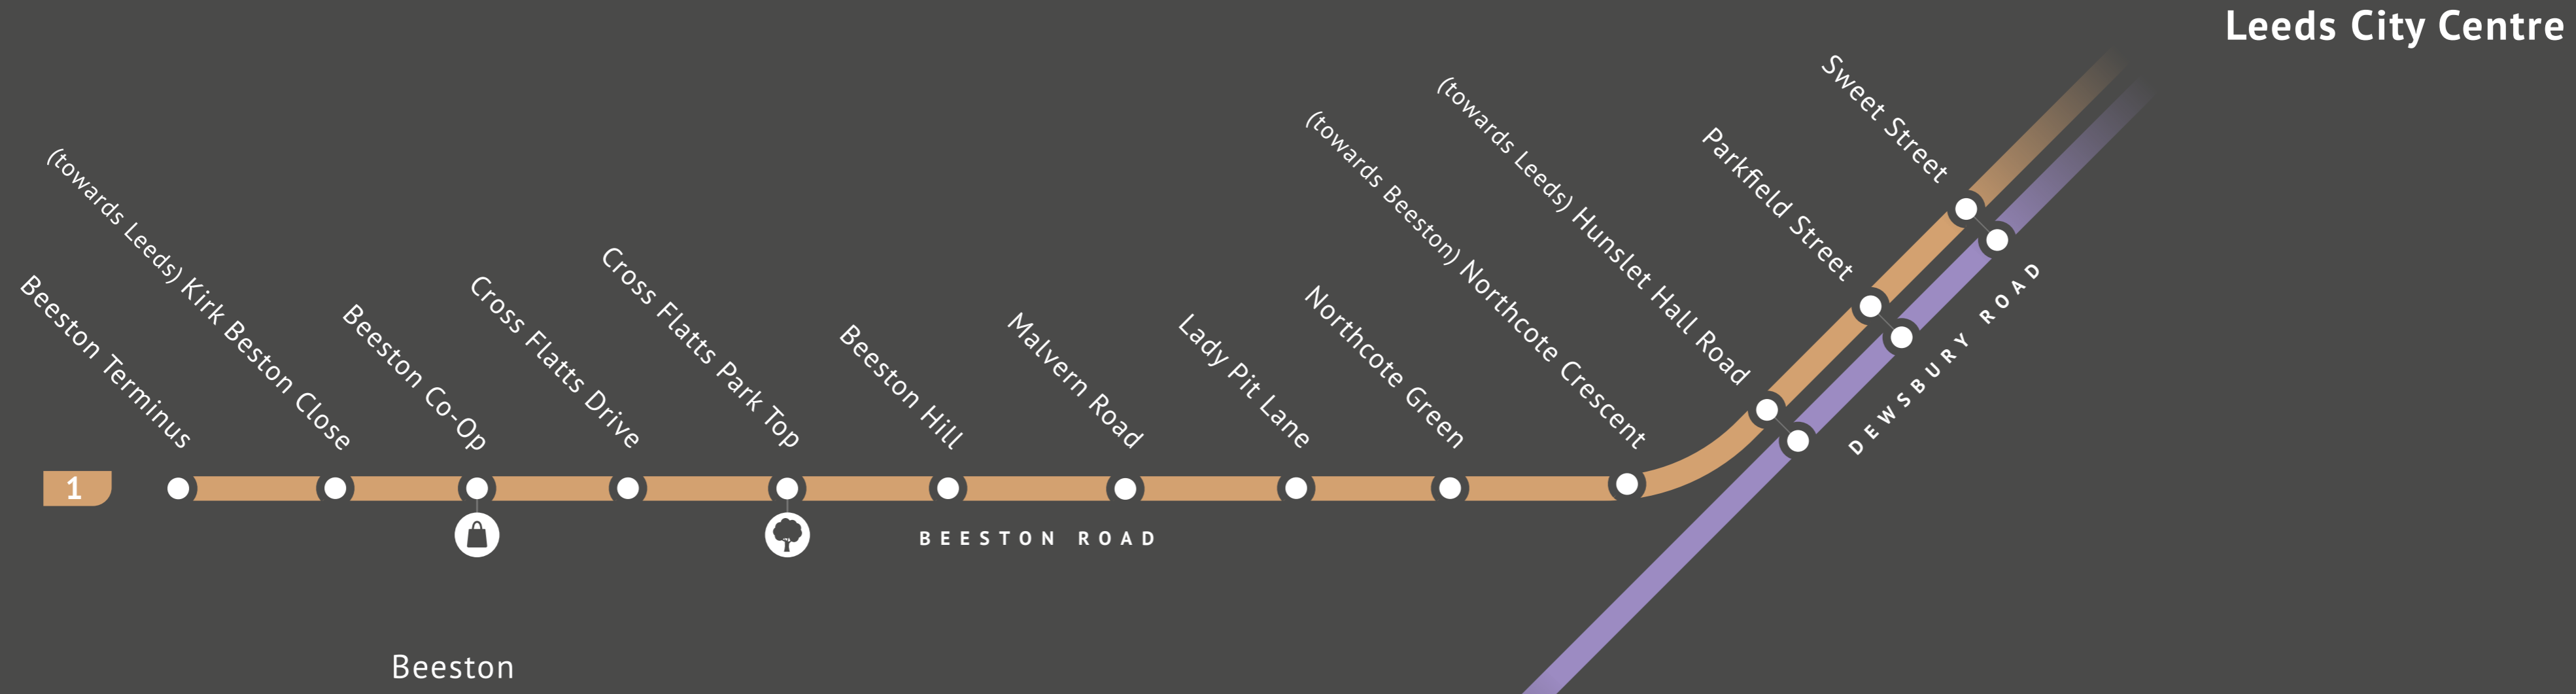 Leeds City Centre
Beeston Terminus
(towards Leeds) Kirk Beston Close
Beeston Co-Op
Cross Flatts Drive
Cross Flatts Park Top
Beeston Hill
Malvern Road
Lady Pit Lane
Northcote Green
(towards Beeston) Northcote Crescent
(towards Leeds) Hunslet Hall Road
Parkfield Street
Sweet Street
DEWSBURY ROAD
1
BEESTON ROAD
Beeston